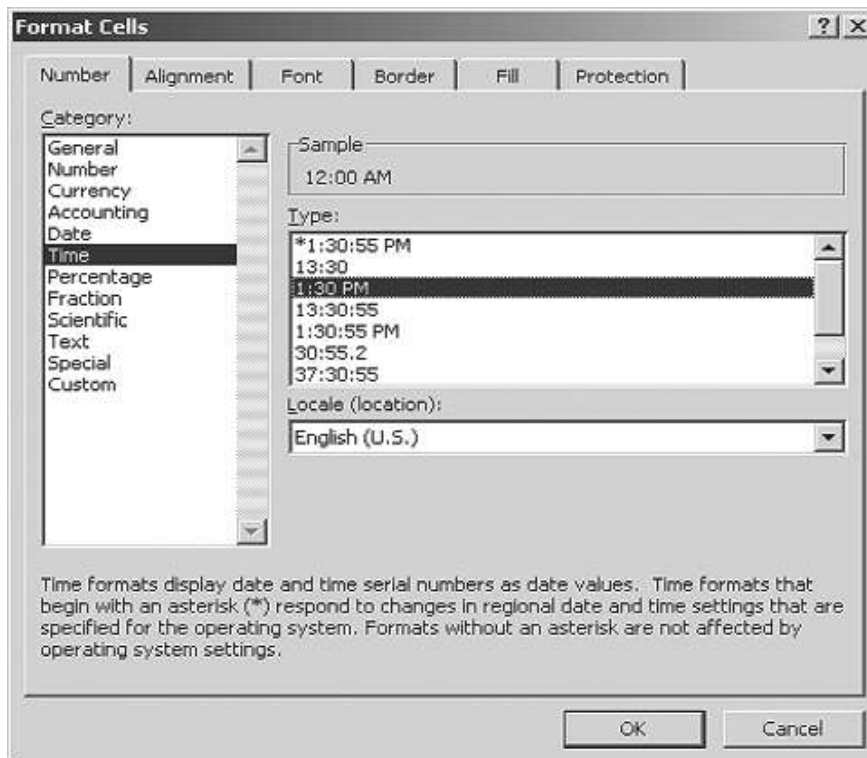 Format Cells
Number Alignment Font Border Fill Protection
Category:
General
Number
Currency
Accounting
Date
Time
Percentage
Fraction
Scientific
Text
Special
Custom
Sample
12:00 AM
Type:
*1:30:55 PM
13:30
1:30 PM
13:30:55
1:30:55 PM
30:55.2
37:30:55
Locale (location):
English (U.S.)
Time formats display date and time serial numbers as date values. Time formats that
begin with an asterisk (*) respond to changes in regional date and time settings that are
specified for the operating system. Formats without an asterisk are not affected by
operating system settings.
OK Cancel